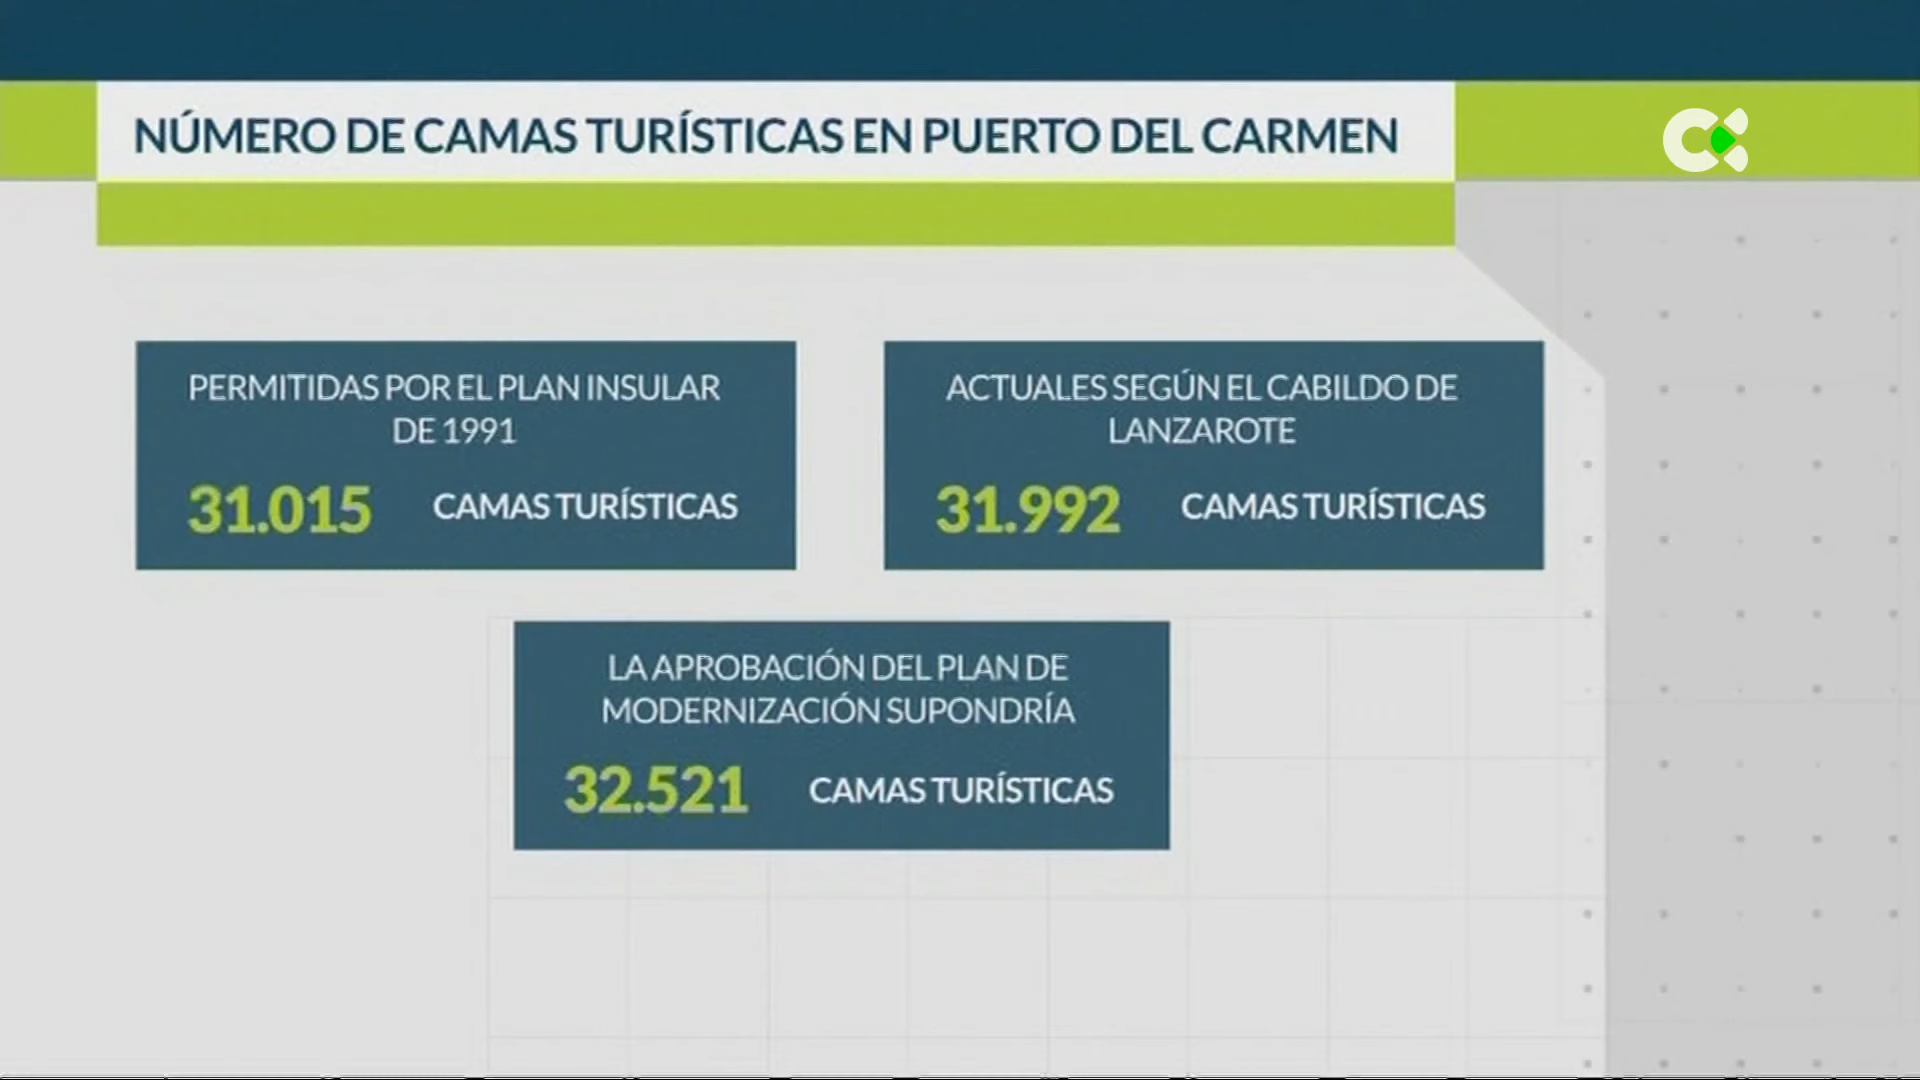 NÚMERO DE CAMAS TURÍSTICAS EN PUERTO DEL CARMEN
PERMITIDAS POR EL PLAN INSULAR
DE 1991
31.015 CAMAS TURÍSTICAS
ACTUALES SEGÚN EL CABILDO DE
LANZAROTE
31.992 CAMAS TURÍSTICAS
LA APROBACIÓN DEL PLAN DE
MODERNIZACIÓN SUPONDRÍA
32.521 CAMAS TURÍSTICAS